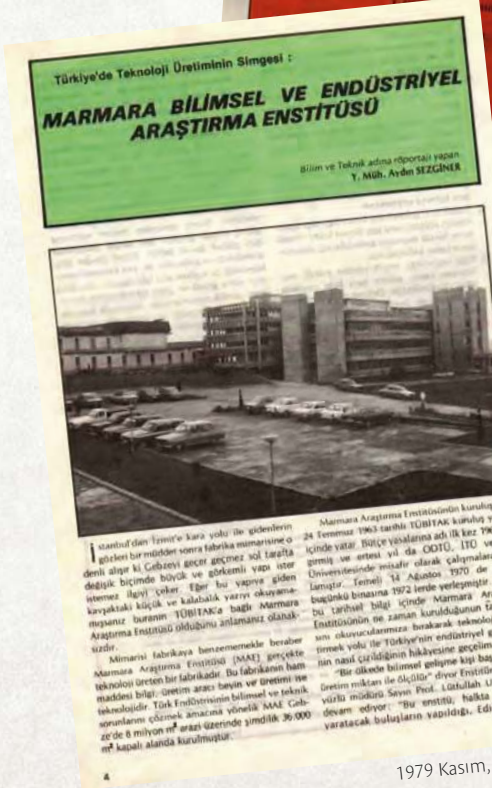 Türkiye'de Teknoloji Üretiminin Simgesi :
MARMARA BİLİMSEL VE ENDÜSTRİYEL
ARAŞTIRMA ENSTİTÜSÜ
Bilim ve Teknik adına röportajı yapan
Y. Müh. Aydın SEZGİNER
İstanbul'dan İzmit'e kara yolu ile gidenlerin
gözleri bir müddet sonra fabrika mimarisine o
denli alışır ki Gebzeyi geçer geçmez sol tarafta
değişik biçimde büyük ve görkemli yapı ister
istemez ilgiyi çeker. Eğer bu yapıya giden
kavşaktaki küçük ve kalabalık yazıyı okuyama-
mışsanız buranın TÜBİTAK'a bağlı Marmara
Araştırma Enstitüsü olduğunu anlamanız olanak-
sızdır.
Mimarisi fabrikaya benzememekle beraber
Marmara Araştırma Enstitüsü (MAE) gerçekte
teknoloji üreten bir fabrikadır. Bu fabrikanın ham
maddesi bilgi, üretim aracı beyin ve üretimi ise
teknolojidir. Türk Endüstrisinin bilimsel ve teknik
sorunlarını çözmek amacına yönelik MAE Geb-
ze'de 8 milyon m² arazi üzerinde şimdilik 36 000
m² kapalı alanda kurulmuştur.
Marmara Araştırma Enstitüsünün kuruluş
24 Temmuz 1963 tarihli TÜBİTAK kuruluş
içinde yatar. Bütçe yasalarına adı ilk kez
girmiş ve ertesi yıl da ODTÜ, İTÜ
Üniversitesinde misafir olarak çalışmalar
lamıştır. Temeli 14 Ağustos 1970 de
bugünkü binasına 1972 lerde yerleşmiştir.
bu tarihsel bilgi içinde Marmara
Enstitüsünün ne zaman kurulduğunun
sını okuyucularımıza bırakarak teknoloji
tirmek yolu ile Türkiye'nin endüstriyel
nin nasıl çizildiğinin hikâyesine geçelim
"Bir ülkede bilimsel gelişme kişi
üretim miktarı ile ölçülür" diyor
müdürü Sayın Prof. Lütfullah
devam ediyor: "Bu enstitü, halkta
yaratacak buluşların yapıldığı,
4
1979 Kasım,